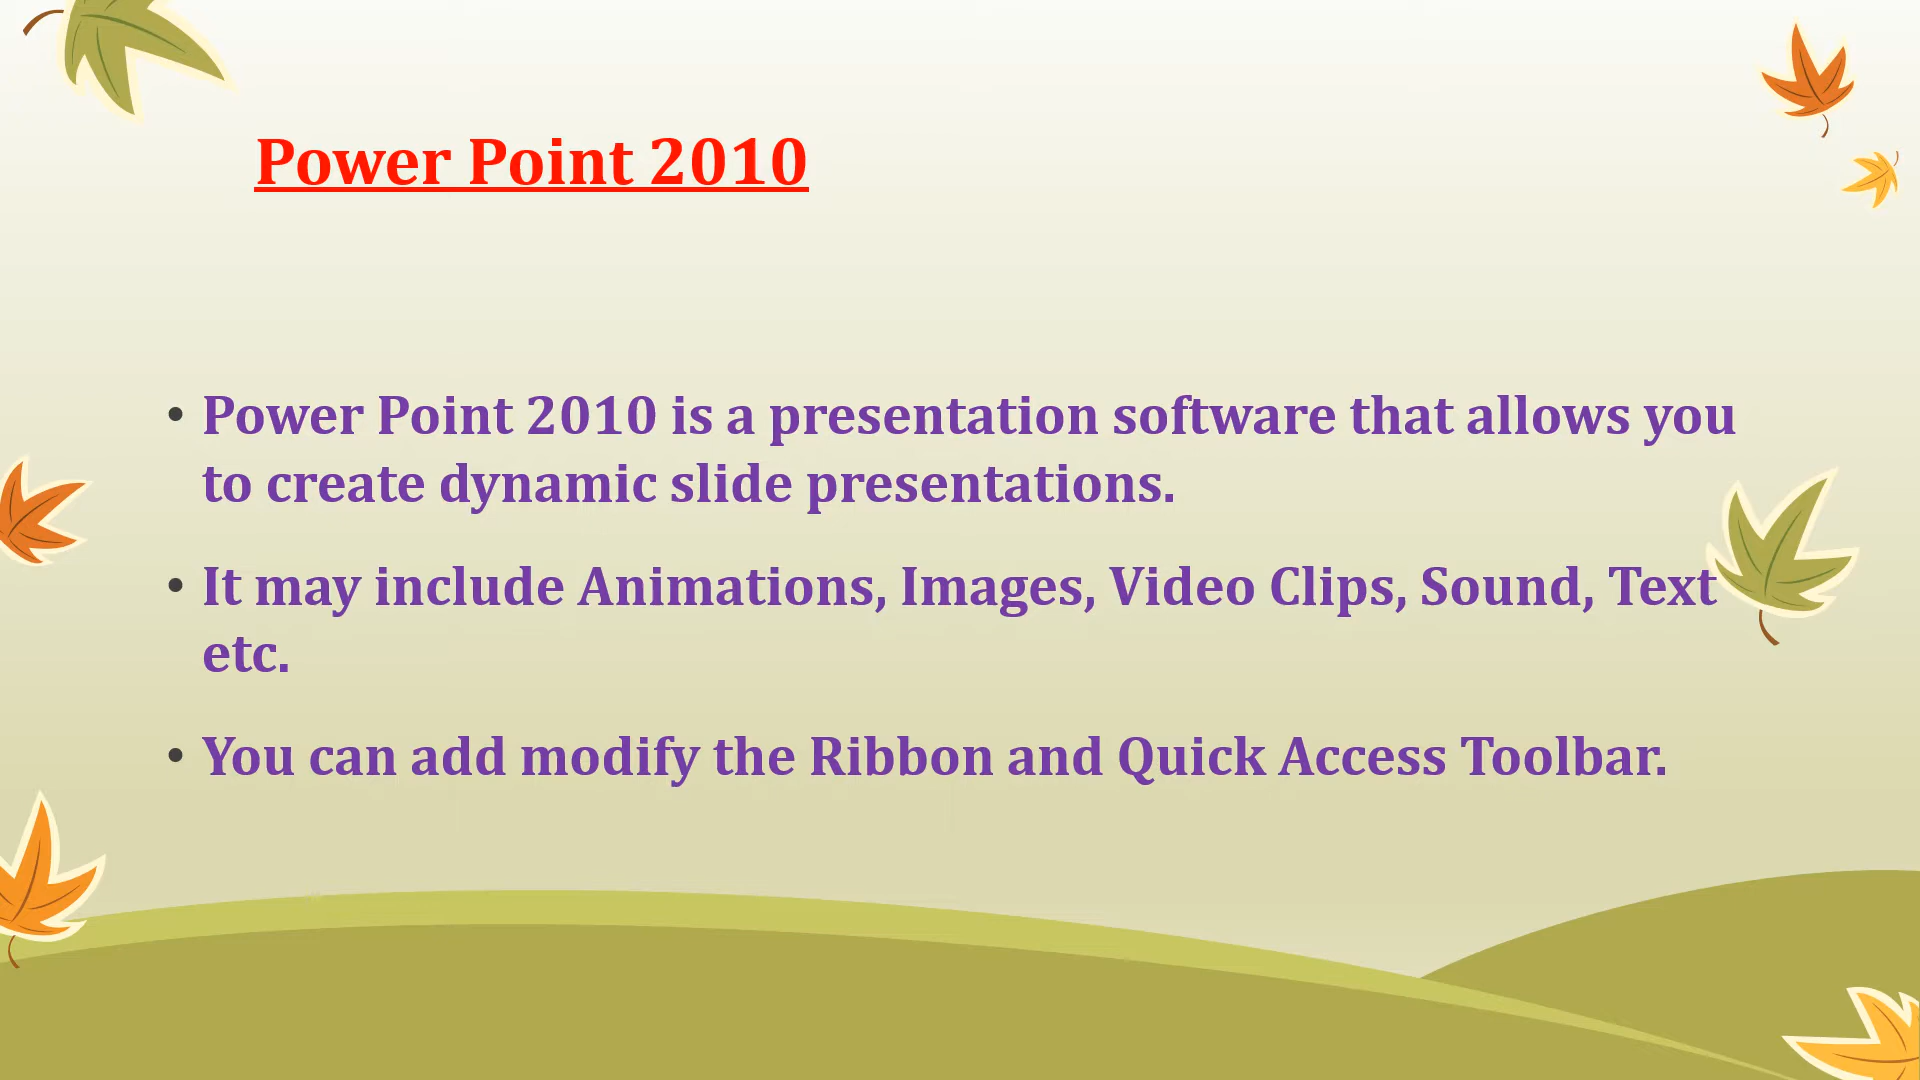 Power Point 2010
• Power Point 2010 is a presentation software that allows you
to create dynamic slide presentations.
• It may include Animations, Images, Video Clips, Sound, Text
etc.
• You can add modify the Ribbon and Quick Access Toolbar.